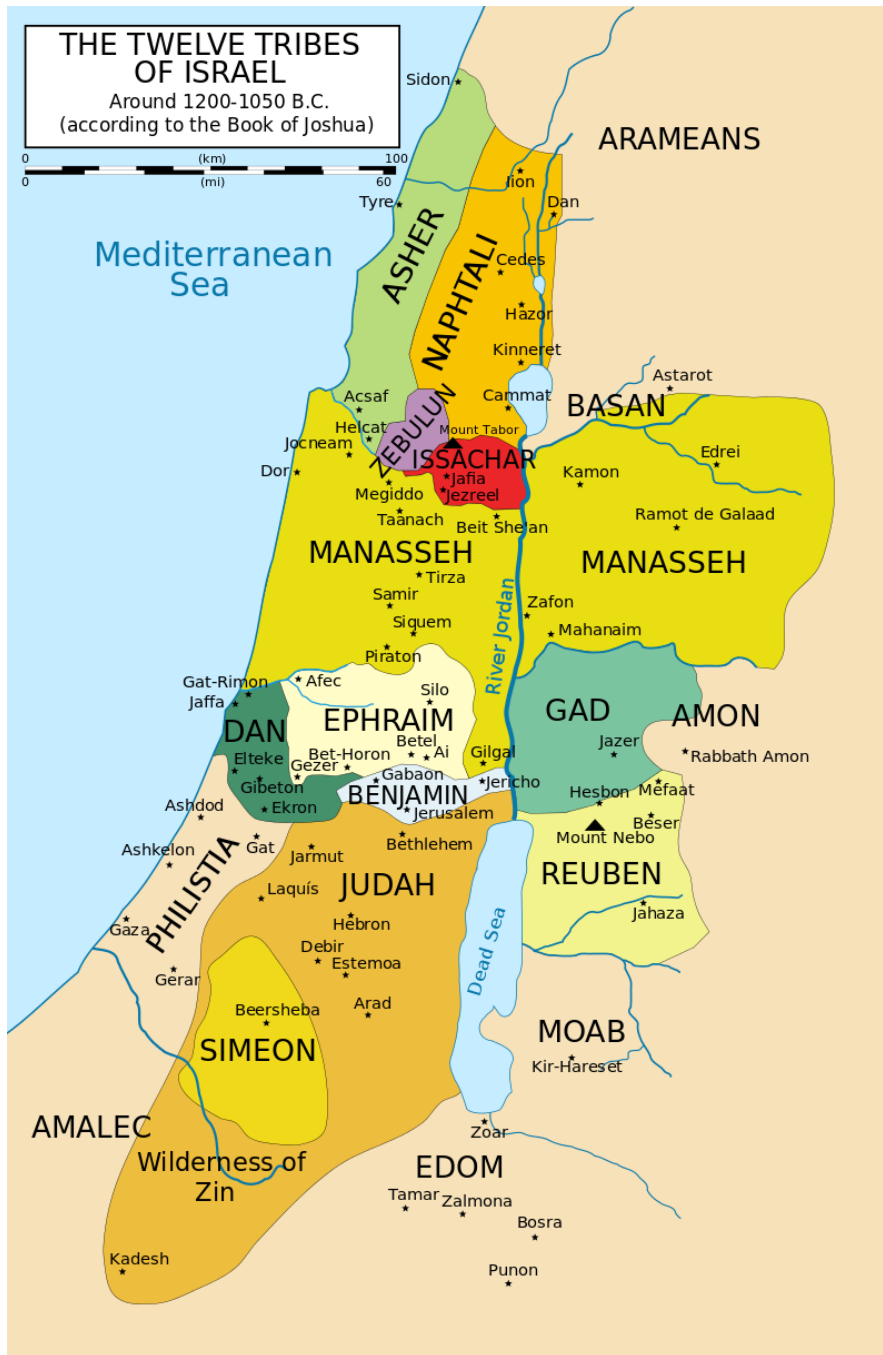 THE TWELVE TRIBES
OF ISRAEL
Around 1200-1050 B.C.
(according to the Book of Joshua)
0 (km) 100
0 (mi) 60
Sidon
ARAMEANS
Ijon
Tyre
Dan
ASHER
Mediterranean
Sea
NAPHTALI
Cedes
Hazor
Kinneret
Astarot
Acsaf
Cammat
BASAN
ZEBULUN
Helcat
Mount Tabor
Jocneam
ISSACHAR
Edrei
Dor
Jafia
Kamon
Megiddo
Jezreel
Taanach
Beit She'an
Ramot de Galaad
MANASSEH
MANASSEH
Tirza
River Jordan
Samir
Zafon
Siquem
Mahanaim
Piraton
Gat-Rimon
Afec
Jaffa
Silo
GAD
DAN
EPHRAIM
AMON
Elteke
Bet-Horon
Betel
Ai
Gilgal
Jazer
Rabbath Amon
Gezer
Gabaon
Jericho
Gibeton
BENJAMIN
Hesbon
Mefaat
Ashdod
Ekron
Jerusalem
Beser
Gat
Bethlehem
Mount Nebo
Ashkelon
Jarmut
PHILISTIA
JUDAH
REUBEN
Laquís
Jahaza
Gaza
Hebron
Debir
Dead Sea
Gerar
Estemoa
Beersheba
Arad
MOAB
SIMEON
Kir-Hareset
AMALEC
Zoar
Wilderness of
Zin
EDOM
Tamar
Zalmona
Bosra
Kadesh
Punon